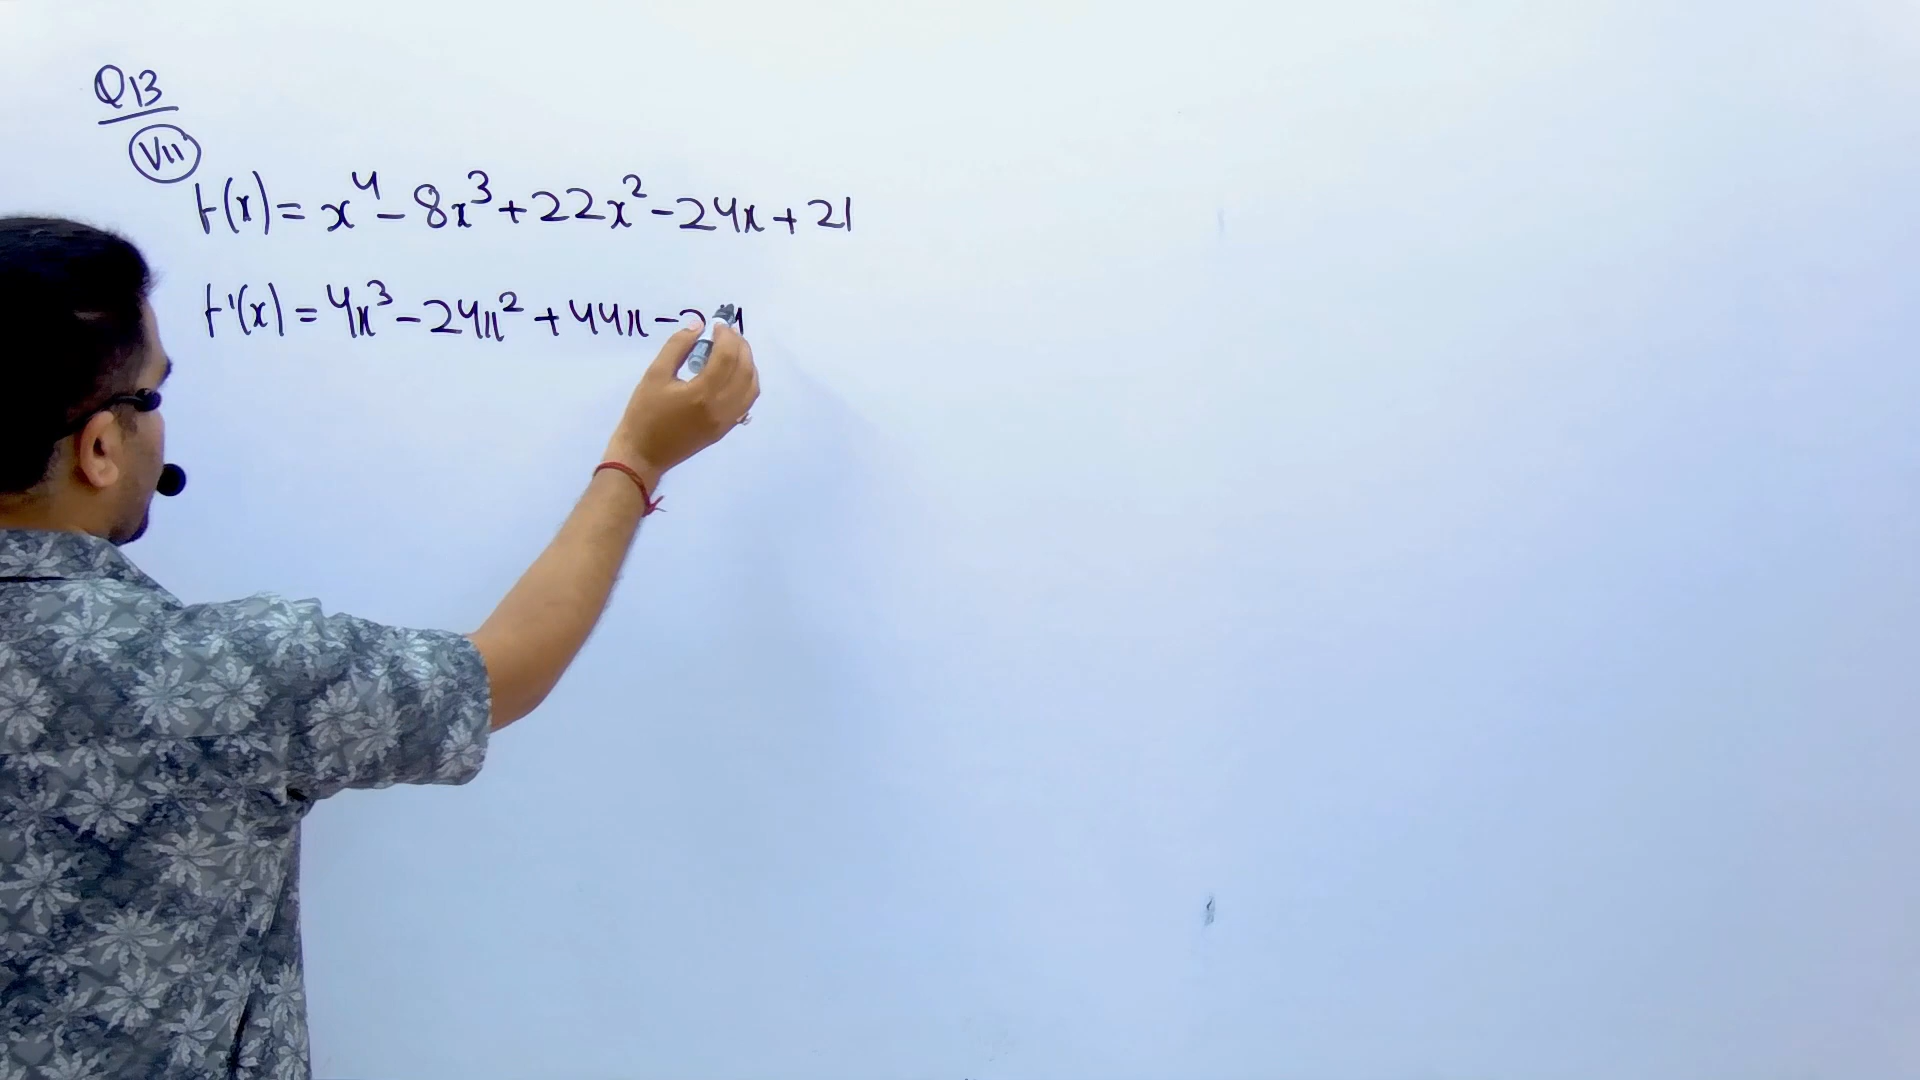 Q13
VII
f(x) = x⁴ - 8x³ + 22x² - 24x + 21
f'(x) = 4x³ - 24x² + 44x - 24